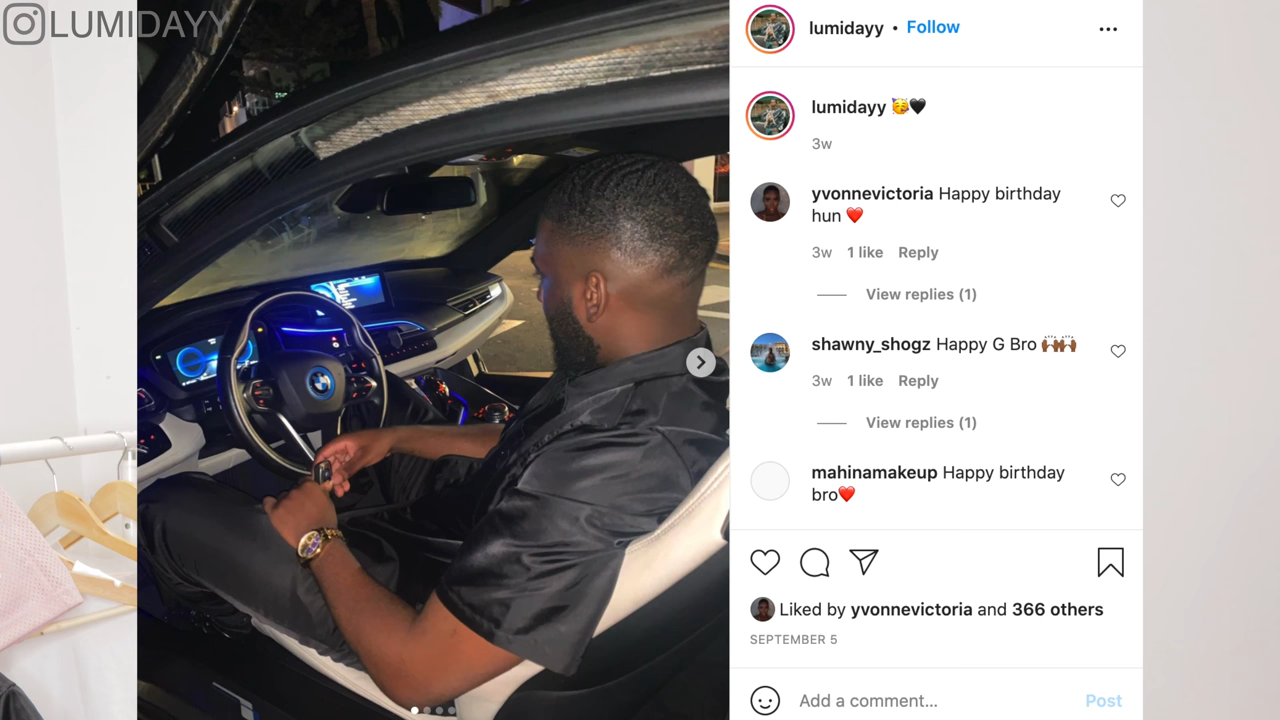 LUMIDAYY
lumidayy • Follow
lumidayy 🥳🖤
3w
yvonnevictoria Happy birthday
hun ❤️
3w 1 like Reply
View replies (1)
shawny_shogz Happy G Bro 🙌🏾🙌🏾
3w 1 like Reply
View replies (1)
mahinamakeup Happy birthday
bro❤️
Liked by yvonnevictoria and 366 others
SEPTEMBER 5
Add a comment...
Post